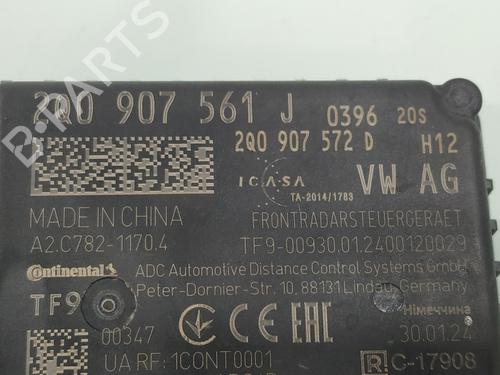 2Q0 907 561 J 0396 20S
2Q0 907 572 D H12
ICASA
TA-2014/1783
VW AG
MADE IN CHINA
FRONTRADARSTEUERGERAET
A2.C782-1170.4
TF9-00930.01.2400120029
Continental
ADC Automotive Distance Control Systems GmbH
Peter-Dornier-Str. 10, 88131 Lindau, Germany
TF9
Німеччина
00347
CE EAC
30.01.24
UA RF: 1CONT0001
R C-17908